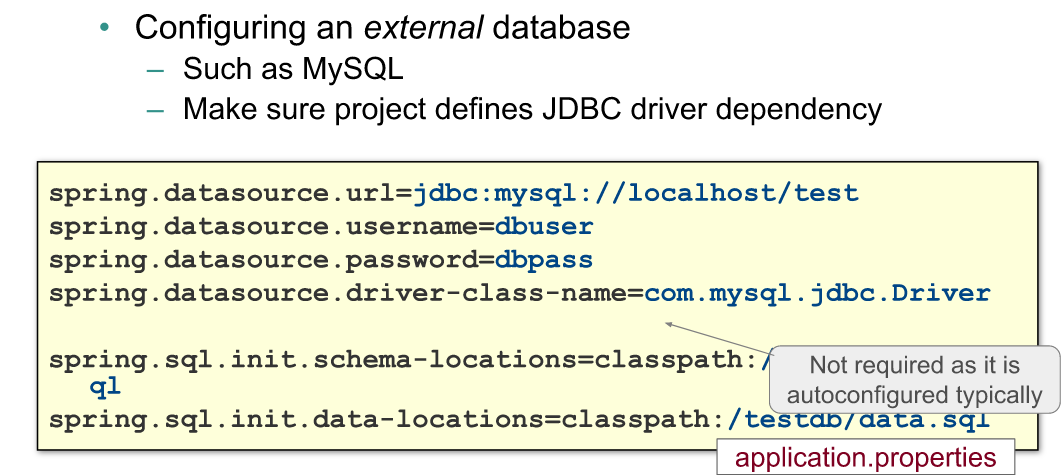 • Configuring an external database
– Such as MySQL
– Make sure project defines JDBC driver dependency
spring.datasource.url=jdbc:mysql://localhost/test
spring.datasource.username=dbuser
spring.datasource.password=dbpass
spring.datasource.driver-class-name=com.mysql.jdbc.Driver
spring.sql.init.schema-locations=classpath:/
ql
Not required as it is
autoconfigured typically
spring.sql.init.data-locations=classpath:/testdb/data.sql
application.properties